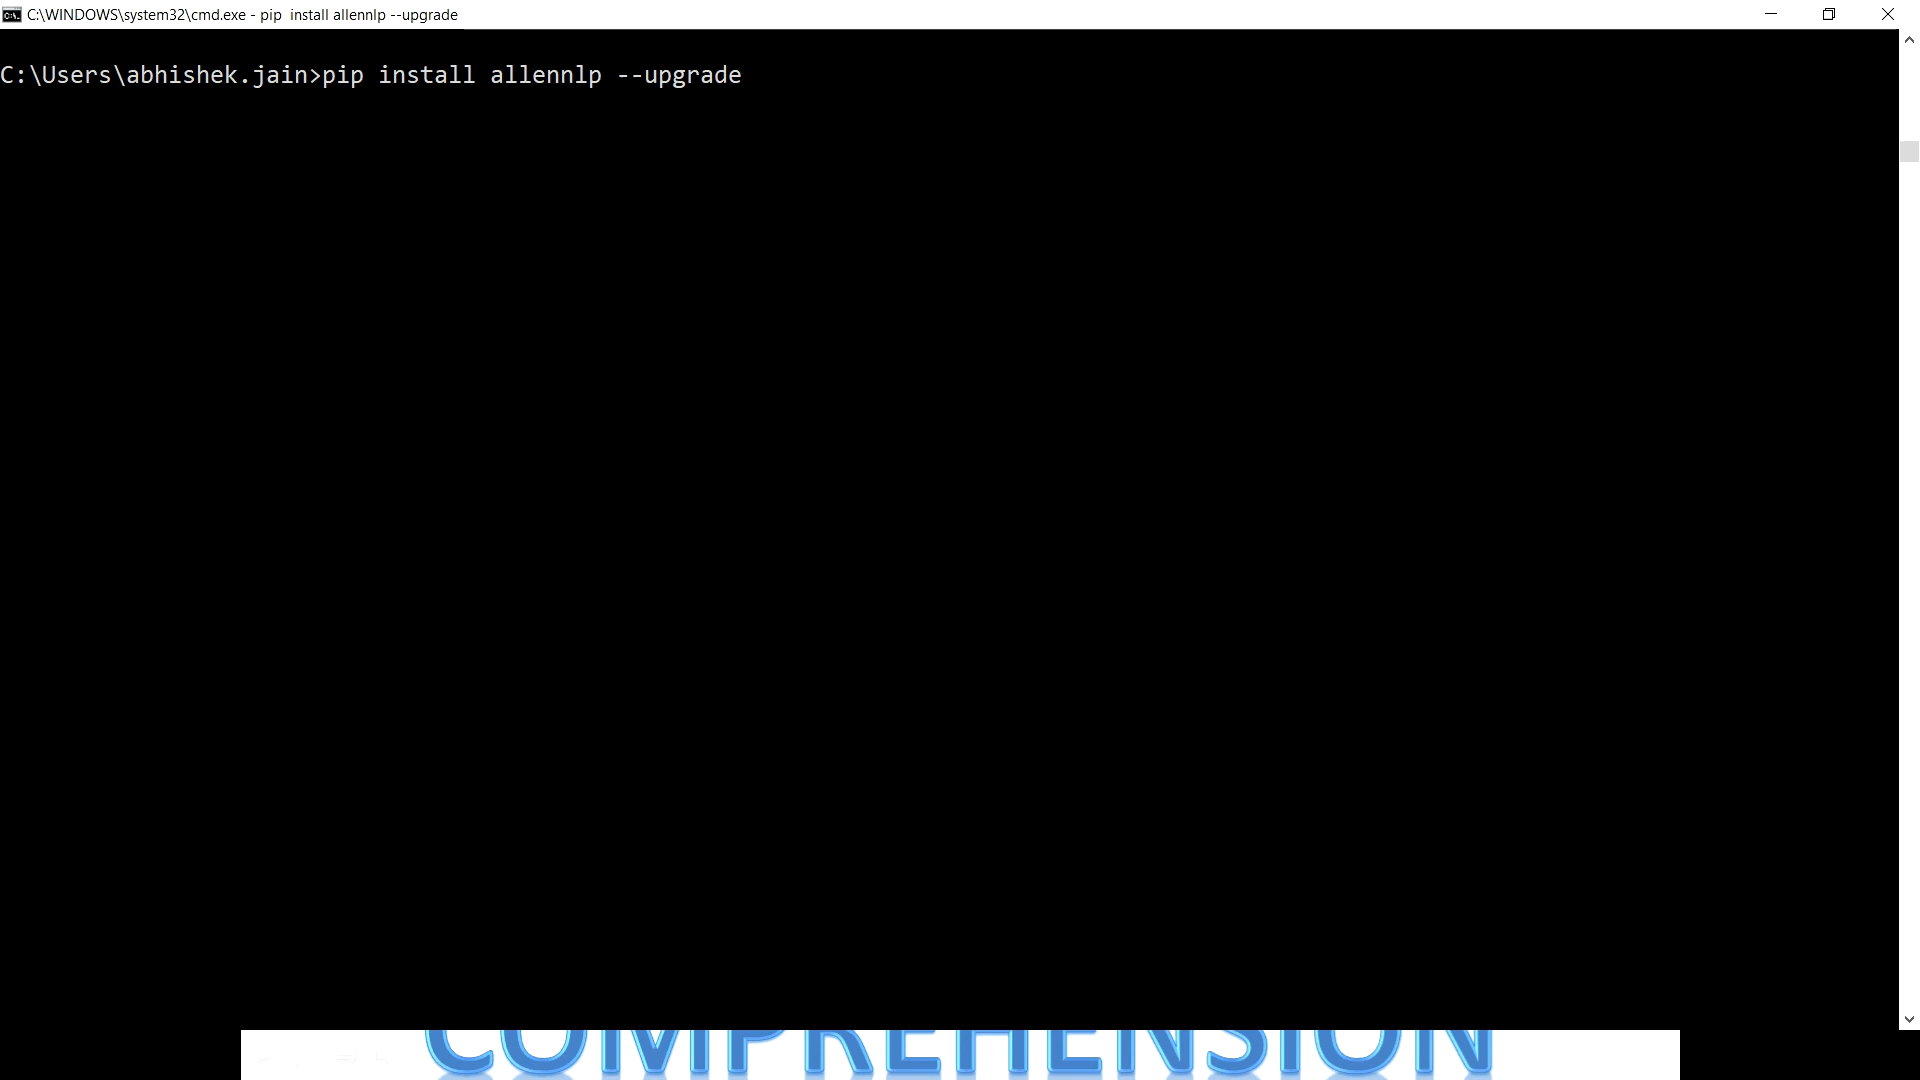 C:\WINDOWS\system32\cmd.exe - pip  install allennlp --upgrade
C:\Users\abhishek.jain>pip install allennlp --upgrade
COMPREHENSION